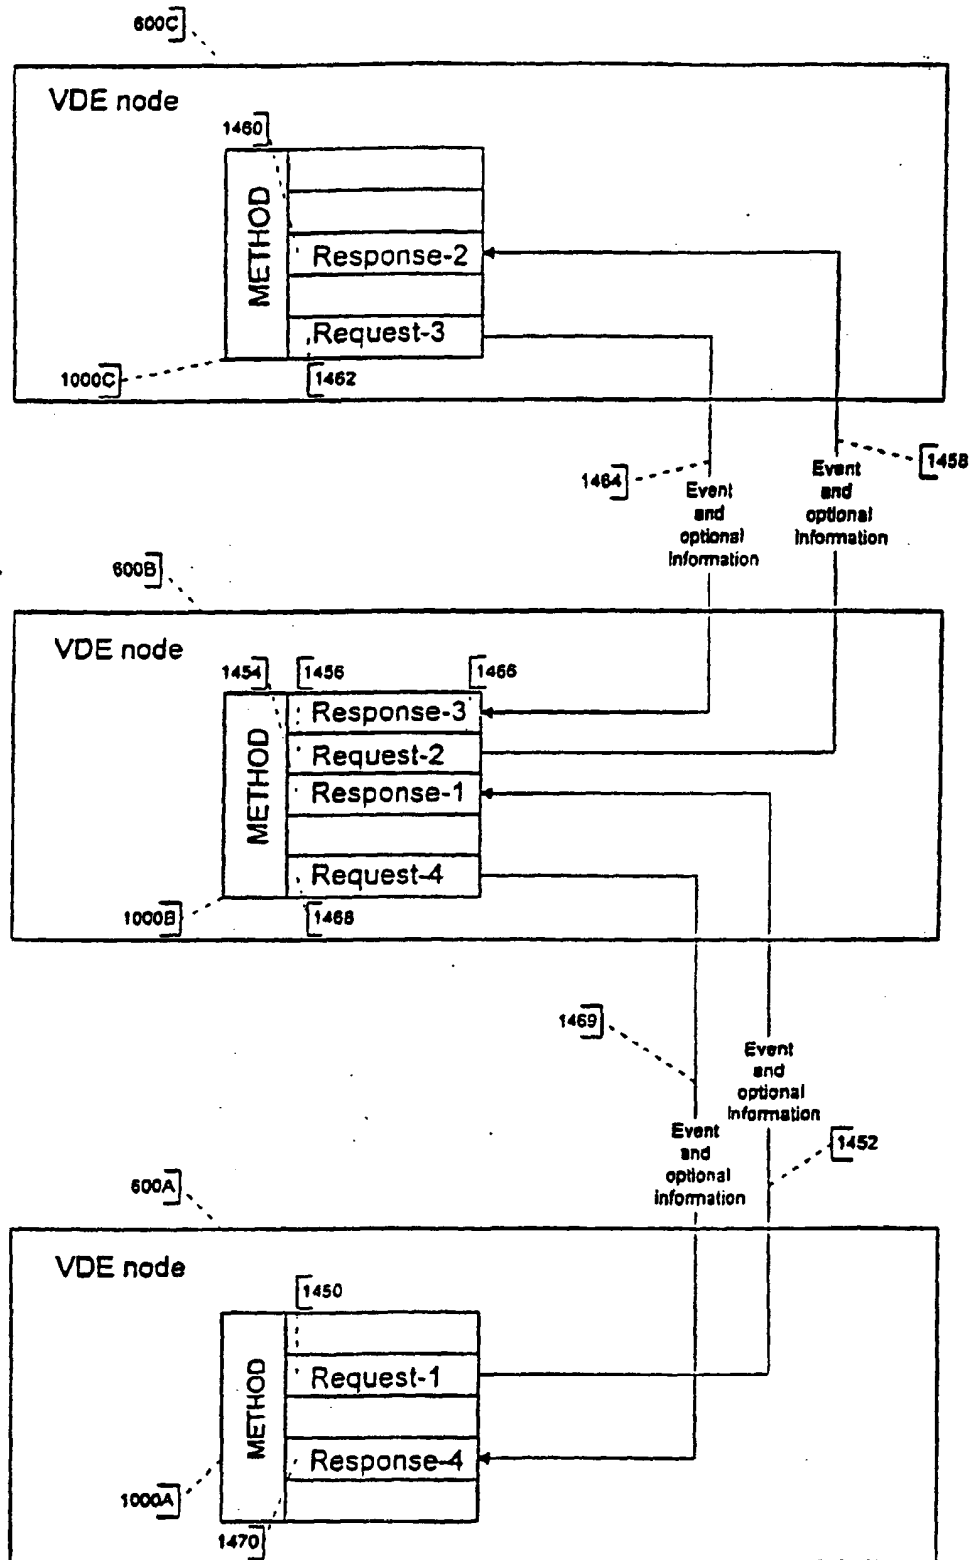 600C
VDE node
1460
METHOD
Response-2
Request-3
1000C
1462
1464
1458
Event
and
optional
Information
Event
and
optional
Information
600B
VDE node
1454
1456
1466
METHOD
Response-3
Request-2
Response-1
Request-4
1000B
1468
1469
Event
and
optional
Information
1452
Event
and
optional
Information
600A
VDE node
1450
METHOD
Request-1
Response-4
1000A
1470